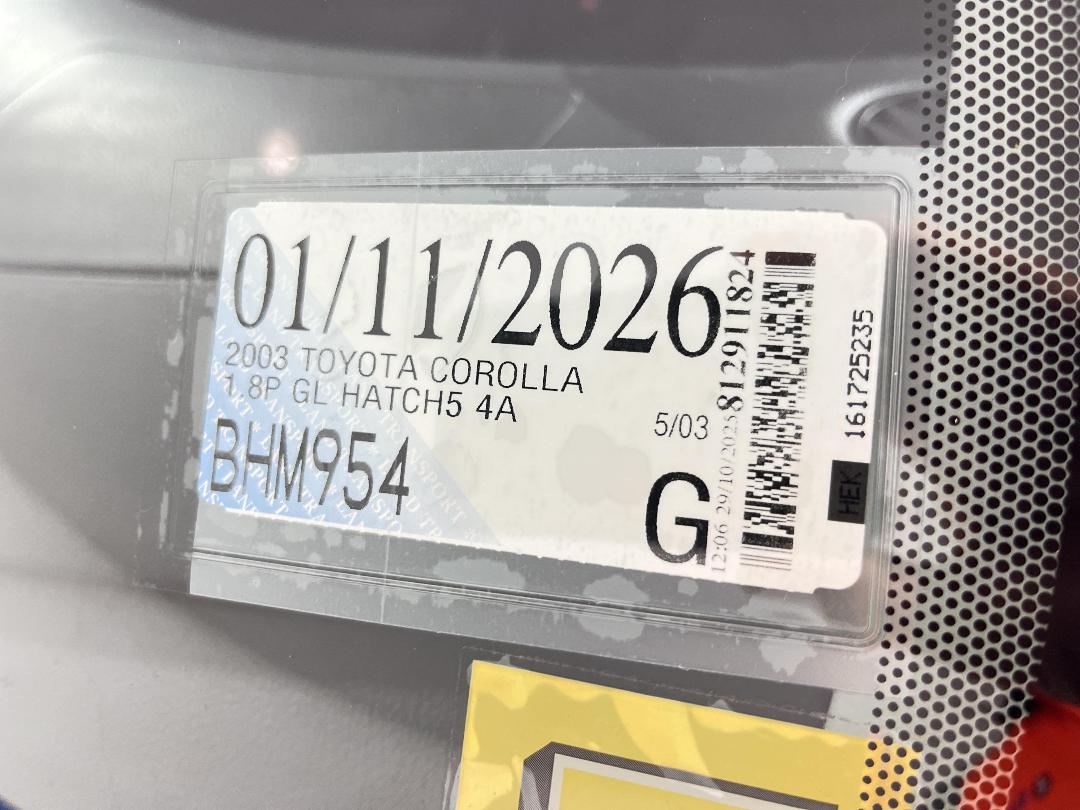 01/11/2026
2003 TOYOTA COROLLA
1.8P GL HATCH5 4A
5/03
BHM954
G
12:06 29/10/2025 812911824
161725235
HEK